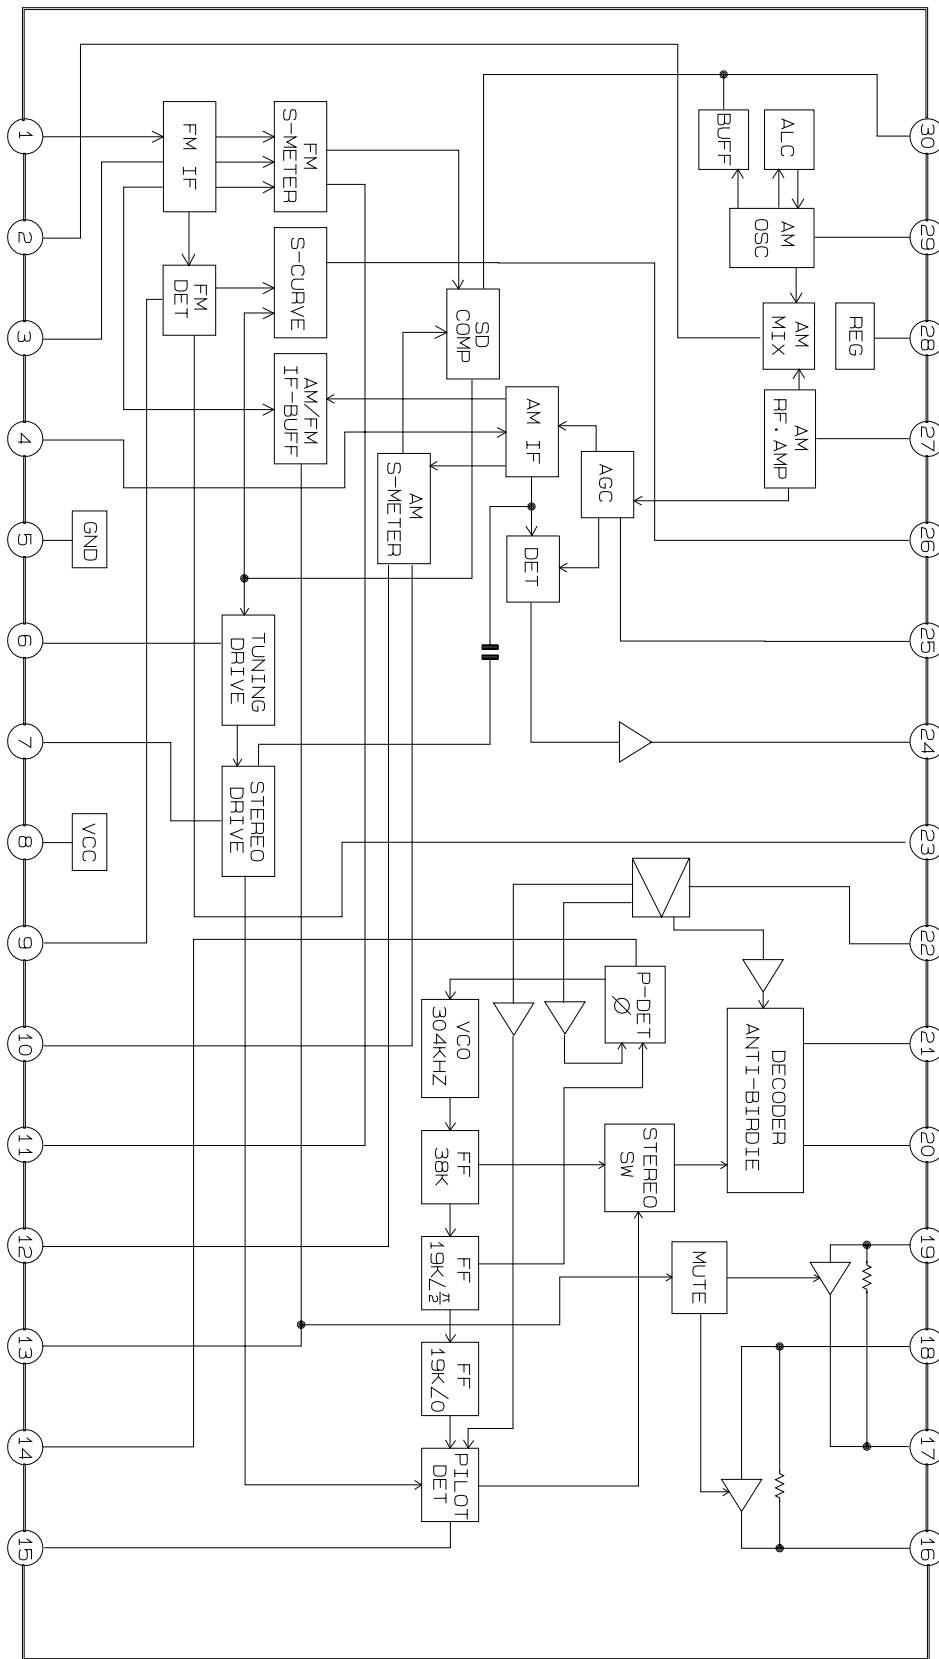 30
29
28
27
26
25
24
23
22
21
20
19
18
17
16
ALC
BUFF
AM
OSC
AM
MIX
REG
AM
RF.AMP
FM IF
FM
S-METER
S-CURVE
FM
DET
SD
COMP
AM/FM
IF-BUFF
AM IF
AGC
AM
S-METER
DET
GND
TUNING
DRIVE
STEREO
DRIVE
VCC
P-DET
Ø
VCO
304KHZ
DECODER
ANTI-BIRDIE
FF
38K
STEREO
SW
FF
19K/π/2
MUTE
FF
19K/0
PILOT
DET
1
2
3
4
5
6
7
8
9
10
11
12
13
14
15